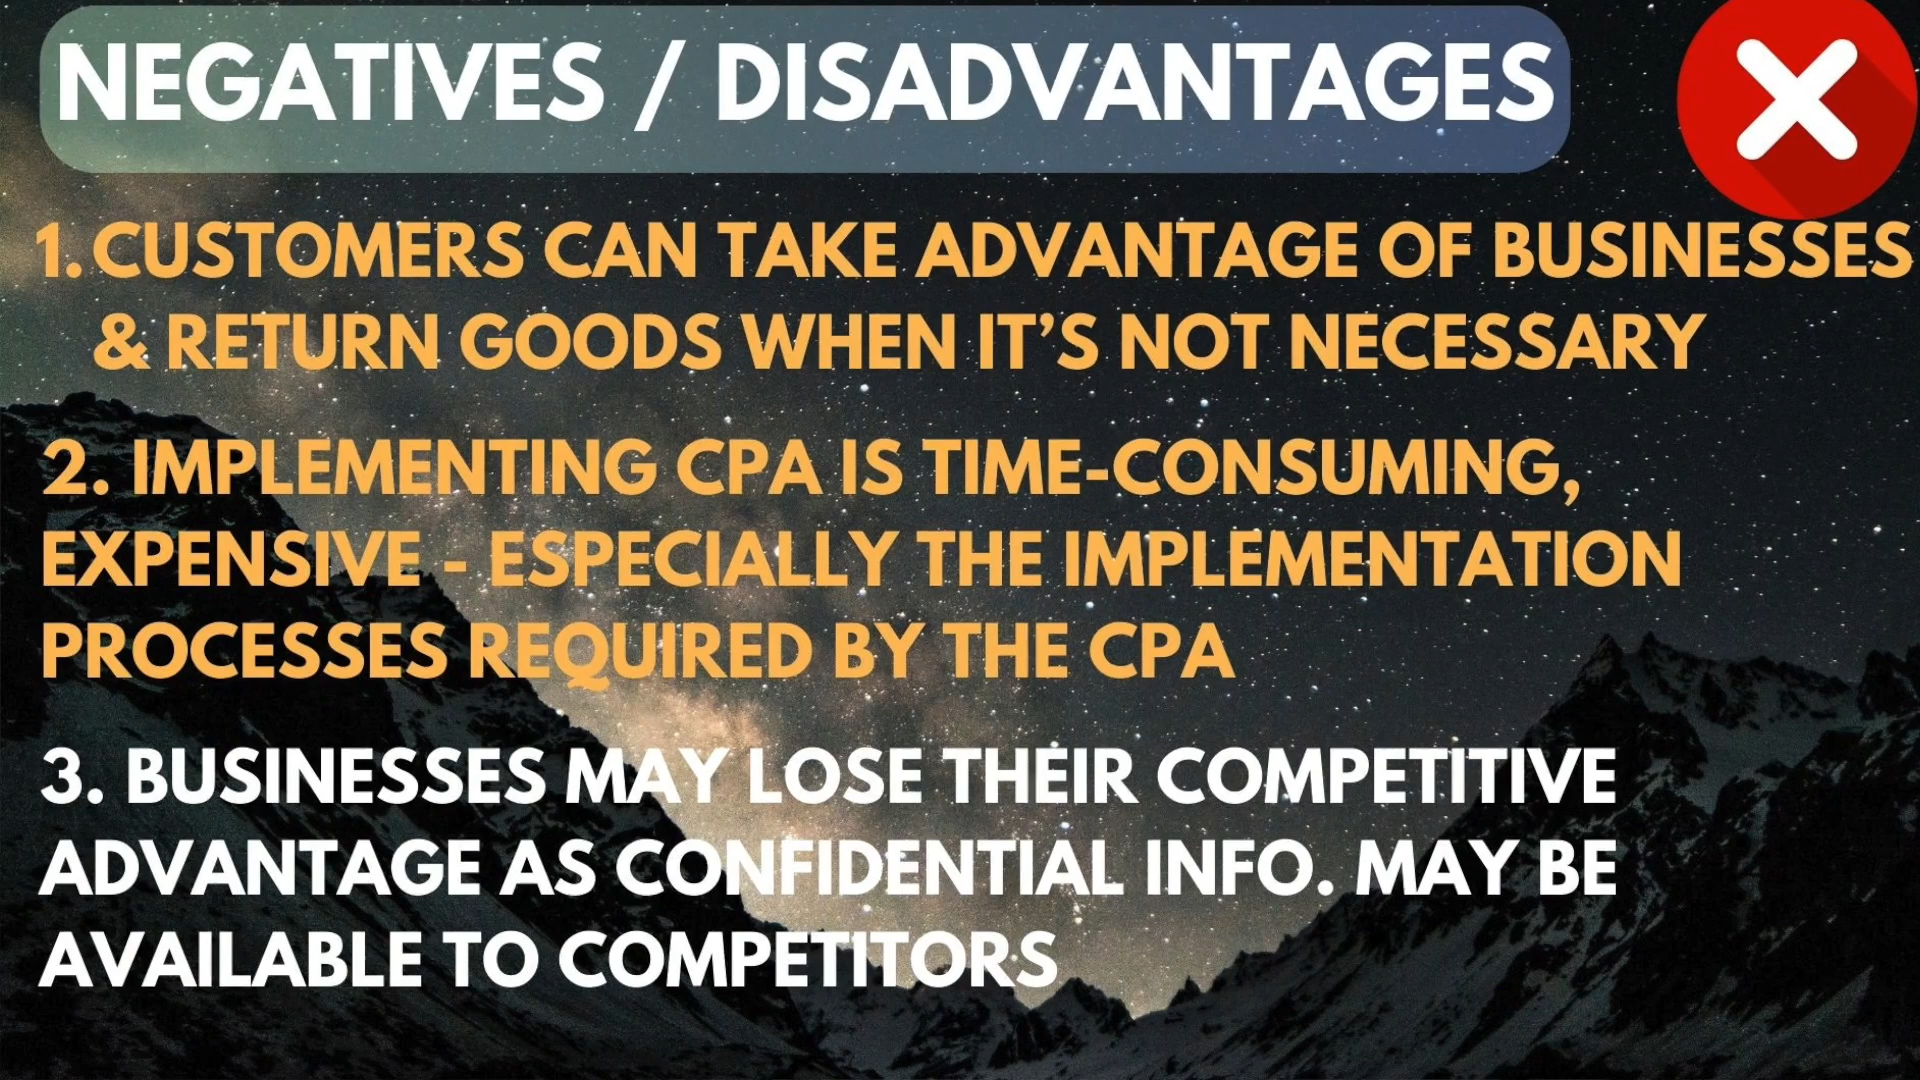 NEGATIVES / DISADVANTAGES
1. CUSTOMERS CAN TAKE ADVANTAGE OF BUSINESSES
& RETURN GOODS WHEN IT’S NOT NECESSARY
2. IMPLEMENTING CPA IS TIME-CONSUMING,
EXPENSIVE - ESPECIALLY THE IMPLEMENTATION
PROCESSES REQUIRED BY THE CPA
3. BUSINESSES MAY LOSE THEIR COMPETITIVE
ADVANTAGE AS CONFIDENTIAL INFO. MAY BE
AVAILABLE TO COMPETITORS